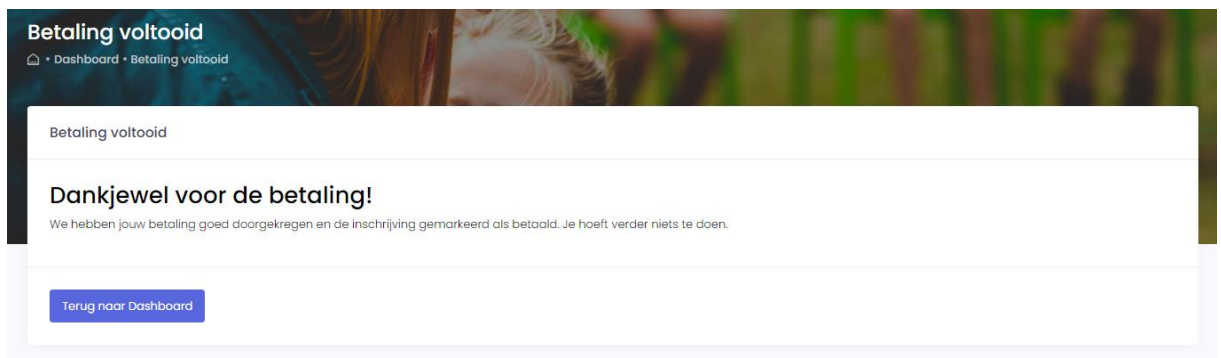 Betaling voltooid
• Dashboard • Betaling voltooid
Betaling voltooid
Dankjewel voor de betaling!
We hebben jouw betaling goed doorgekregen en de inschrijving gemarkeerd als betaald. Je hoeft verder niets te doen.
Terug naar Dashboard